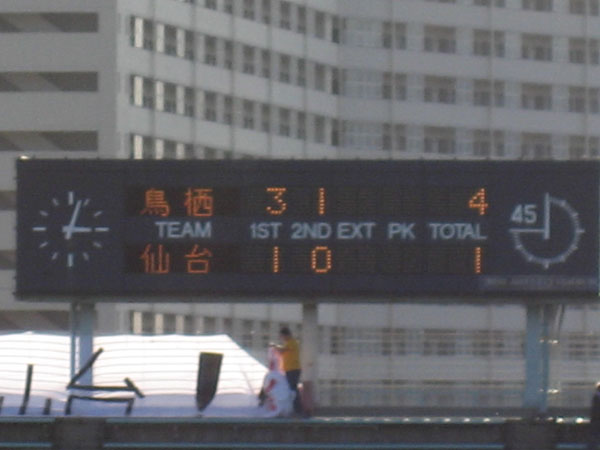 鳥栖 3 1 4
TEAM 1ST 2ND EXT PK TOTAL 45
仙台 1 0 1